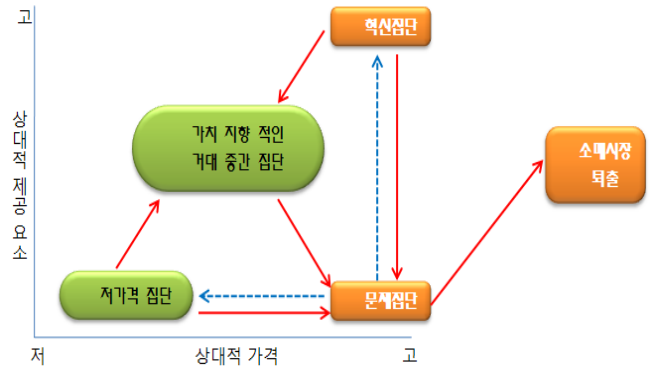 고
혁신집단
가치 지향 적인
거대 중간 집단
소매시장
퇴출
상대적 제공 요소
저가격 집단
문제집단
저
상대적 가격
고